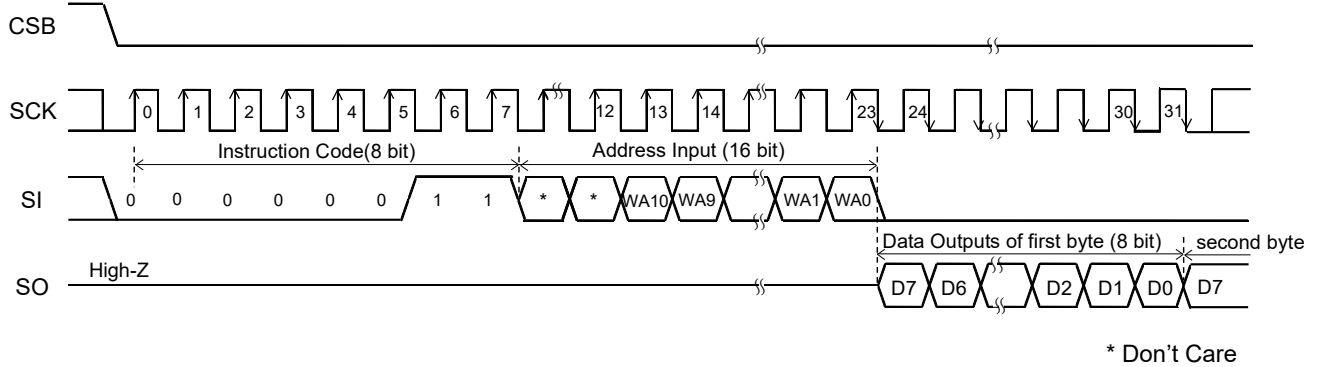 CSB
SCK 0 1 2 3 4 5 6 7 12 13 14 23 24 30 31
Instruction Code(8 bit) Address Input (16 bit)
SI 0 0 0 0 0 0 1 1 * * WA10 WA9 WA1 WA0
Data Outputs of first byte (8 bit) second byte
High-Z
SO D7 D6 D2 D1 D0 D7
* Don't Care